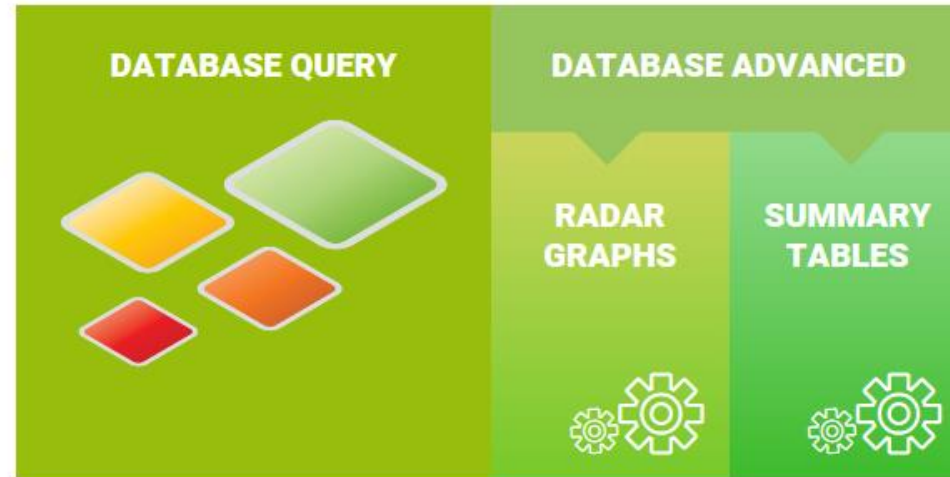 DATABASE QUERY
DATABASE ADVANCED
RADAR
GRAPHS
SUMMARY
TABLES